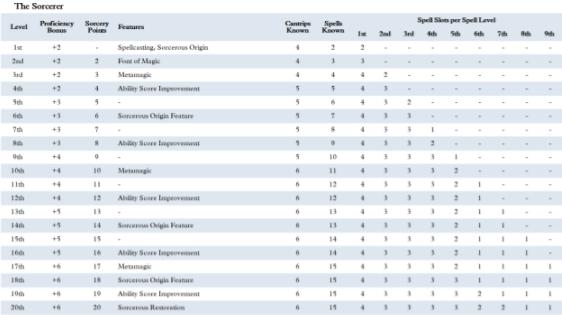 The Sorcerer
Spell Slots per Spell Level
Level Proficiency Bonus Sorcery Points Features Cantrips Known Spells Known 1st 2nd 3rd 4th 5th 6th 7th 8th 9th
1st +2 - Spellcasting, Sorcerous Origin 4 2 2 - - - - - - - -
2nd +2 2 Font of Magic 4 3 3 - - - - - - - -
3rd +2 3 Metamagic 4 4 4 2 - - - - - - -
4th +2 4 Ability Score Improvement 5 5 4 3 - - - - - - -
5th +3 5 - 5 6 4 3 2 - - - - - -
6th +3 6 Sorcerous Origin Feature 5 7 4 3 3 - - - - - -
7th +3 7 - 5 8 4 3 3 1 - - - - -
8th +3 8 Ability Score Improvement 5 9 4 3 3 2 - - - - -
9th +4 9 - 5 10 4 3 3 3 1 - - - -
10th +4 10 Metamagic 6 11 4 3 3 3 2 - - - -
11th +4 11 - 6 12 4 3 3 3 2 1 - - -
12th +4 12 Ability Score Improvement 6 12 4 3 3 3 2 1 - - -
13th +5 13 - 6 13 4 3 3 3 2 1 1 - -
14th +5 14 Sorcerous Origin Feature 6 13 4 3 3 3 2 1 1 - -
15th +5 15 - 6 14 4 3 3 3 2 1 1 1 -
16th +5 16 Ability Score Improvement 6 14 4 3 3 3 2 1 1 1 -
17th +6 17 Metamagic 6 15 4 3 3 3 2 1 1 1 1
18th +6 18 Sorcerous Origin Feature 6 15 4 3 3 3 3 1 1 1 1
19th +6 19 Ability Score Improvement 6 15 4 3 3 3 3 2 1 1 1
20th +6 20 Sorcerous Restoration 6 15 4 3 3 3 3 2 2 1 1